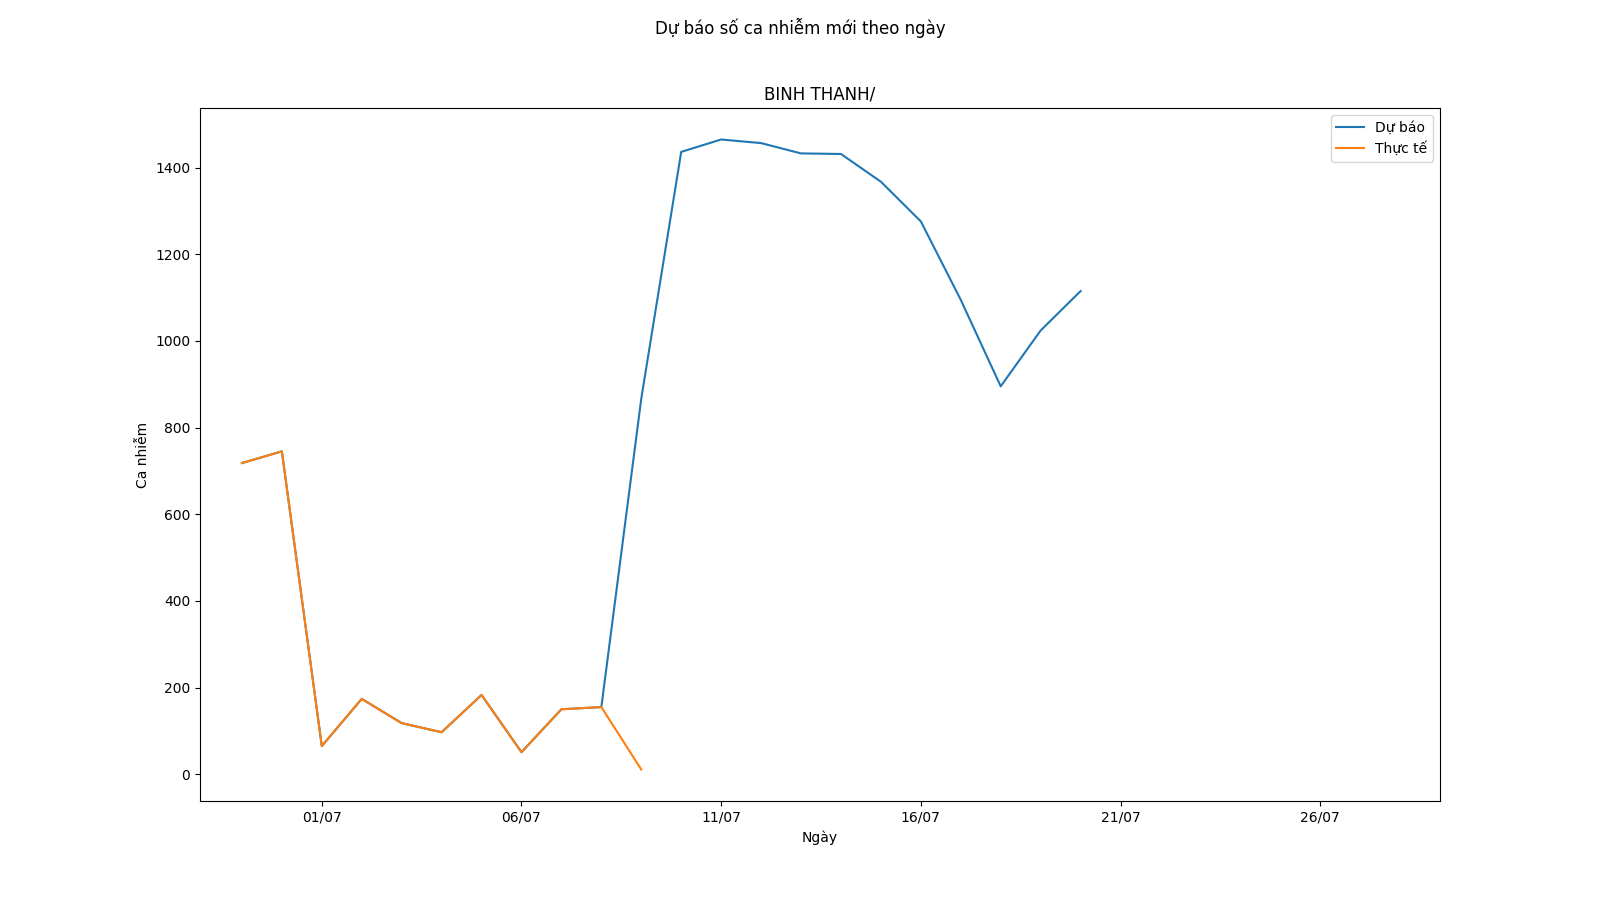 Dự báo số ca nhiễm mới theo ngày
BINH THANH/
Dự báo
Thực tế
1400
1200
1000
800
600
400
200
0
Ca nhiễm
01/07 06/07 11/07 16/07 21/07 26/07
Ngày